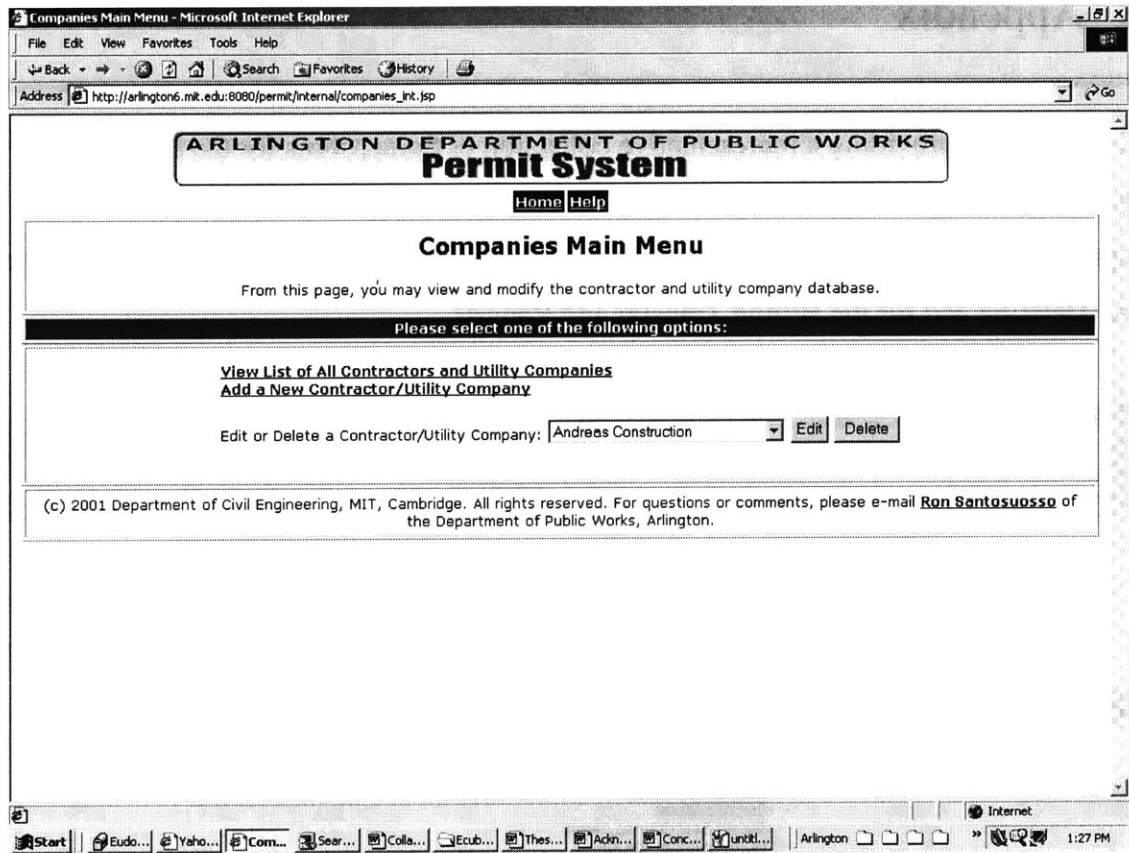 Companies Main Menu - Microsoft Internet Explorer
File Edit View Favorites Tools Help
Back Search Favorites History
Address http://arlington6.mit.edu:8080/permit/internal/companies_int.jsp Go
ARLINGTON DEPARTMENT OF PUBLIC WORKS
Permit System
Home Help
Companies Main Menu
From this page, you may view and modify the contractor and utility company database.
Please select one of the following options:
View List of All Contractors and Utility Companies
Add a New Contractor/Utility Company
Edit or Delete a Contractor/Utility Company: Andreas Construction Edit Delete
(c) 2001 Department of Civil Engineering, MIT, Cambridge. All rights reserved. For questions or comments, please e-mail Ron Santosuosso of
the Department of Public Works, Arlington.
Internet
Start Eudo... Yaho... Com... Sear... Colla... Ecub... Thes... Ackn... Conc... untitl... Arlington » 1:27 PM